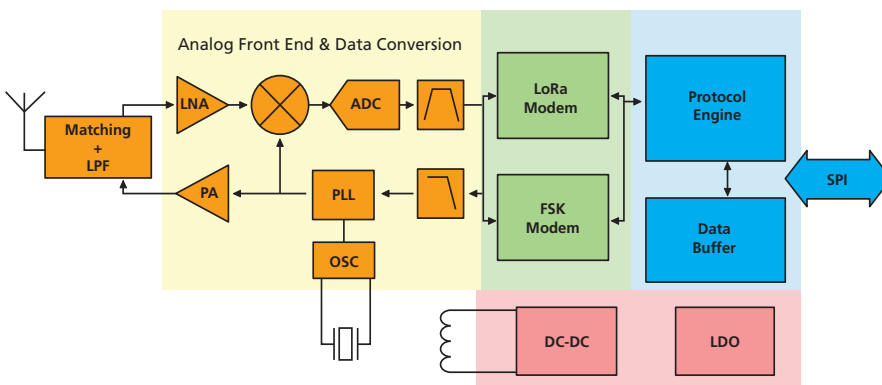 Analog Front End & Data Conversion
LNA
ADC
Matching
+
LPF
PA
PLL
OSC
LoRa
Modem
FSK
Modem
Protocol
Engine
Data
Buffer
SPI
DC-DC
LDO